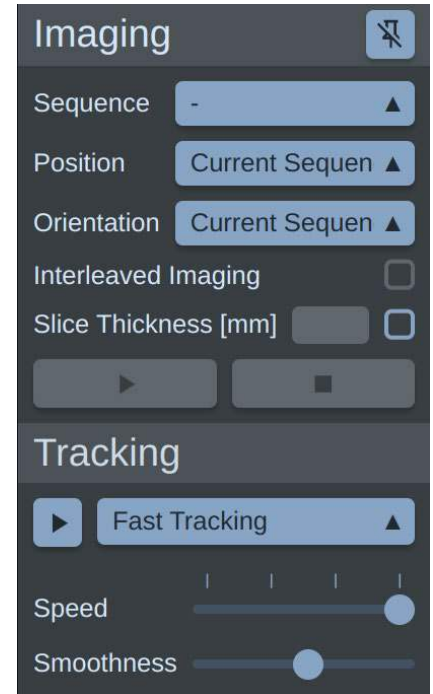 Imaging
Sequence - ▲
Position Current Sequen ▲
Orientation Current Sequen ▲
Interleaved Imaging
Slice Thickness [mm]
Tracking
Fast Tracking ▲
Speed
Smoothness